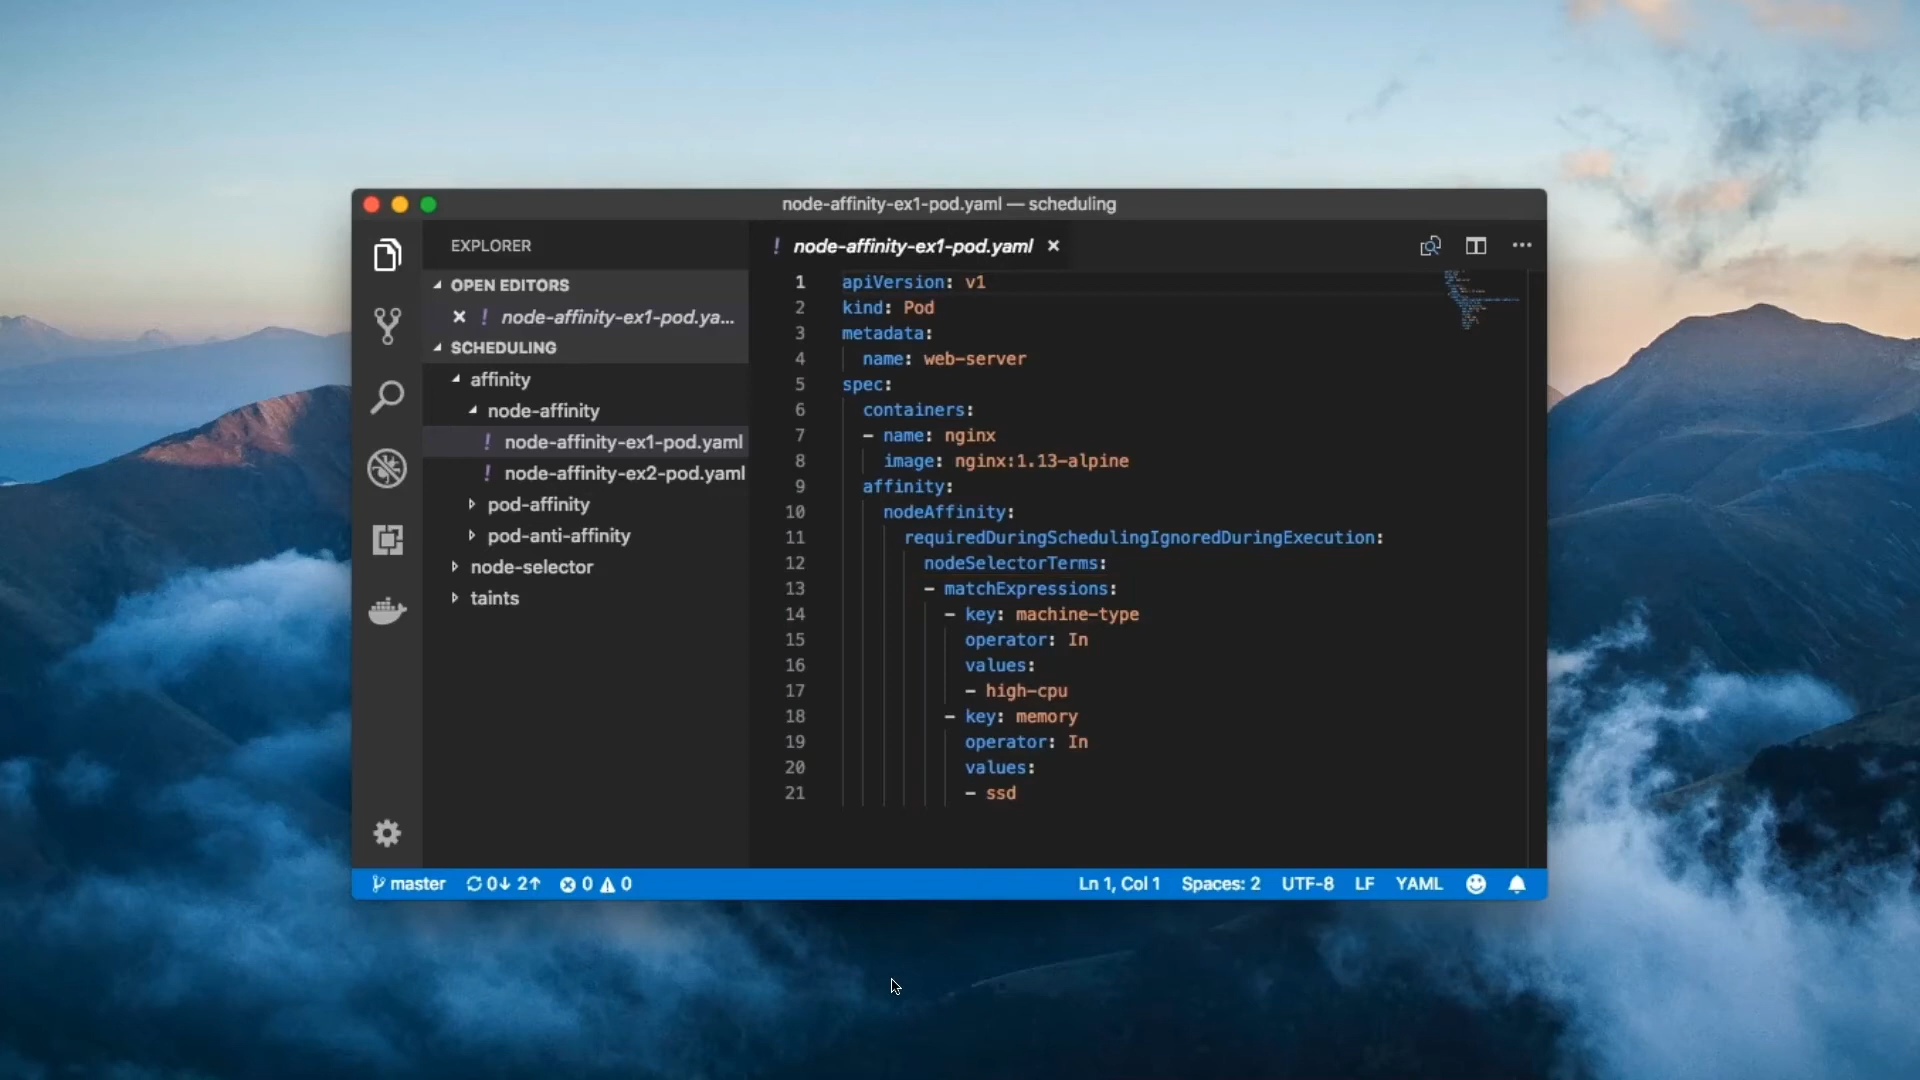 node-affinity-ex1-pod.yaml — scheduling
EXPLORER
OPEN EDITORS
! node-affinity-ex1-pod.ya...
SCHEDULING
affinity
node-affinity
! node-affinity-ex1-pod.yaml
! node-affinity-ex2-pod.yaml
pod-affinity
pod-anti-affinity
node-selector
taints
! node-affinity-ex1-pod.yaml
1 apiVersion: v1
2 kind: Pod
3 metadata:
4 name: web-server
5 spec:
6 containers:
7 - name: nginx
8 image: nginx:1.13-alpine
9 affinity:
10 nodeAffinity:
11 requiredDuringSchedulingIgnoredDuringExecution:
12 nodeSelectorTerms:
13 - matchExpressions:
14 - key: machine-type
15 operator: In
16 values:
17 - high-cpu
18 - key: memory
19 operator: In
20 values:
21 - ssd
master 0↓ 2↑ 0 0 Ln 1, Col 1 Spaces: 2 UTF-8 LF YAML